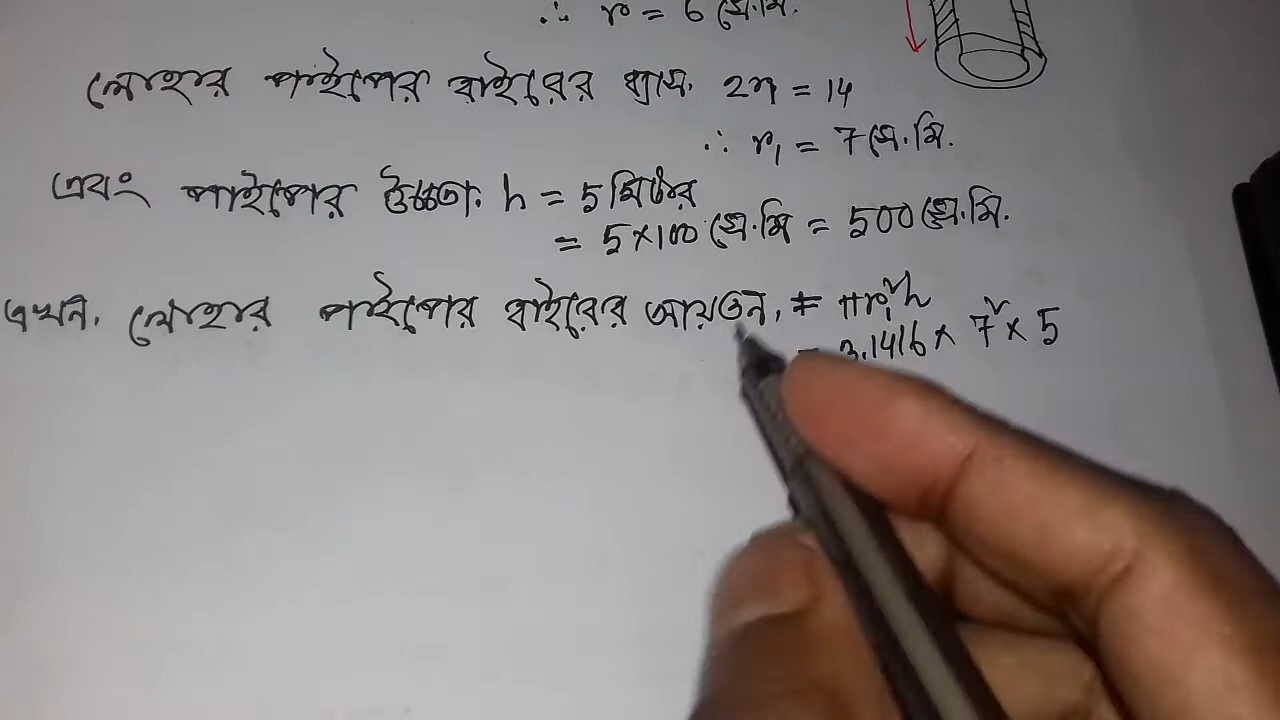 ∴ r = 6 সে.মি.
লোহার পাইপের বাইরের ব্যাস, 2r₁ = 14
∴ r₁ = 7 সে.মি.
এবং পাইপের উচ্চতা, h = 5 মিটার
= 5×100 সে.মি = 500 সে.মি.
এখন, লোহার পাইপের বাইরের আয়তন, = πr₁²h
= 3.1416 × 7² × 5